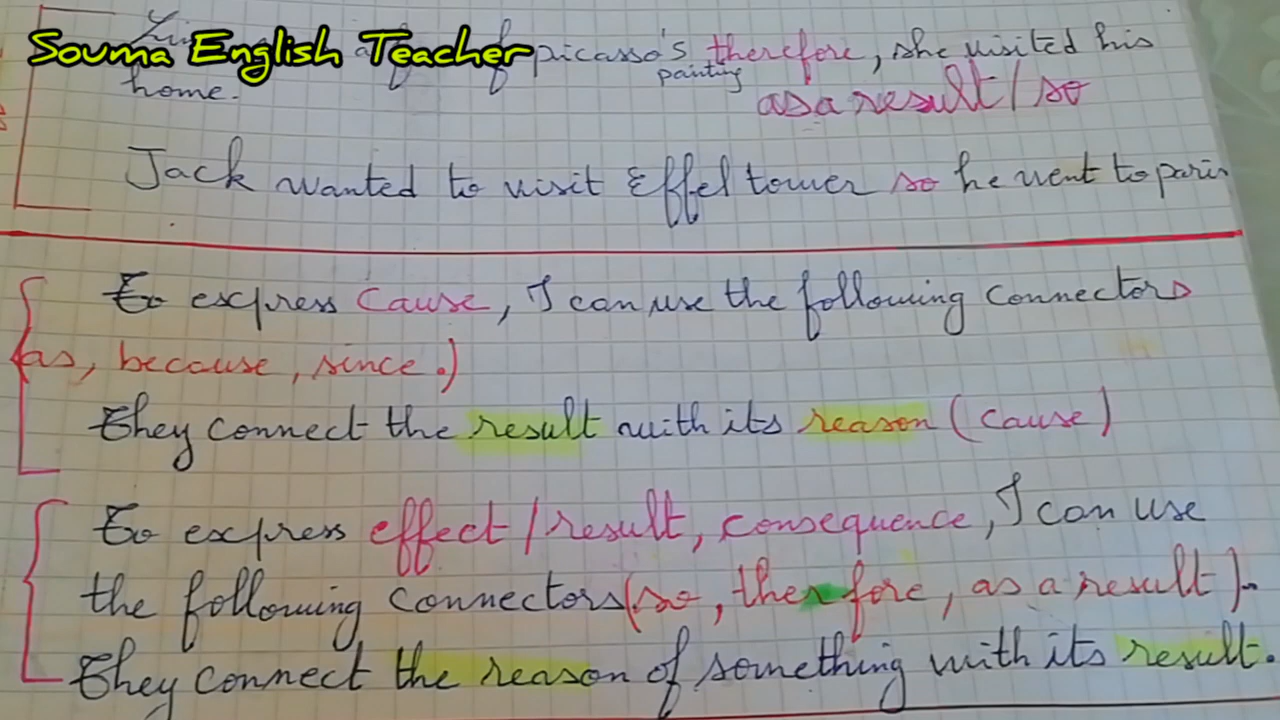 Souma English Teacher
of picasso's therefore, she visited his
painting
home.
as a result / so
Jack wanted to visit Effel tower so he went to paris
To express cause, I can use the following connectors
(as, because, since.)
They connect the result with its reason (cause)
To express effect / result, consequence, I can use
the following connectors (so, therefore, as a result).
They connect the reason of something with its result.